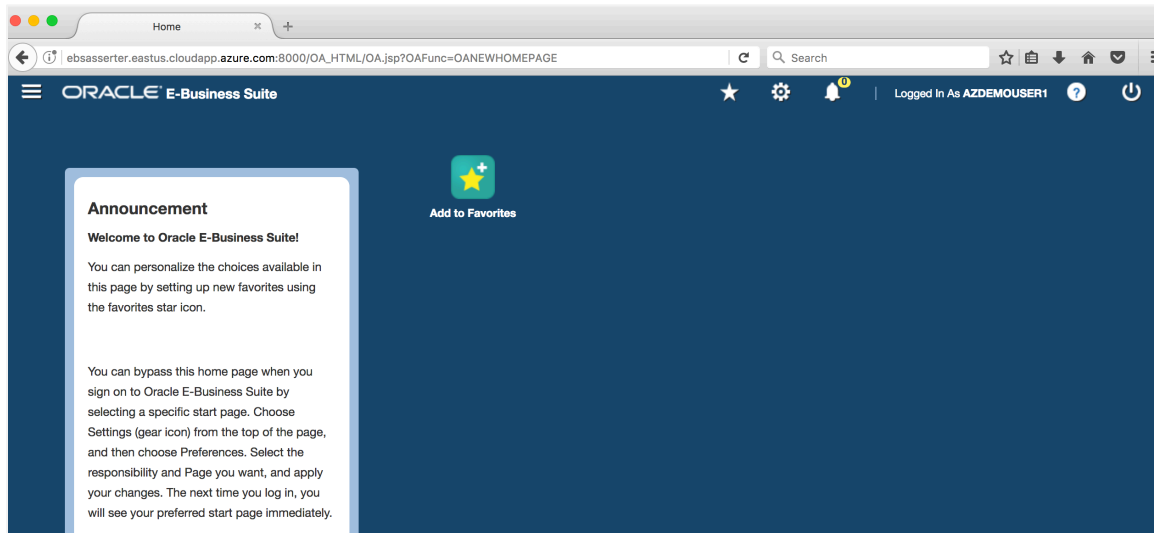 Home
ebsasserter.eastus.cloudapp.azure.com:8000/OA_HTML/OA.jsp?OAFunc=OANEWHOMEPAGE
Search
ORACLE E-Business Suite
0
Logged In As AZDEMOUSER1
?
Add to Favorites
Announcement
Welcome to Oracle E-Business Suite!
You can personalize the choices available in
this page by setting up new favorites using
the favorites star icon.
You can bypass this home page when you
sign on to Oracle E-Business Suite by
selecting a specific start page. Choose
Settings (gear icon) from the top of the page,
and then choose Preferences. Select the
responsibility and Page you want, and apply
your changes. The next time you log in, you
will see your preferred start page immediately.